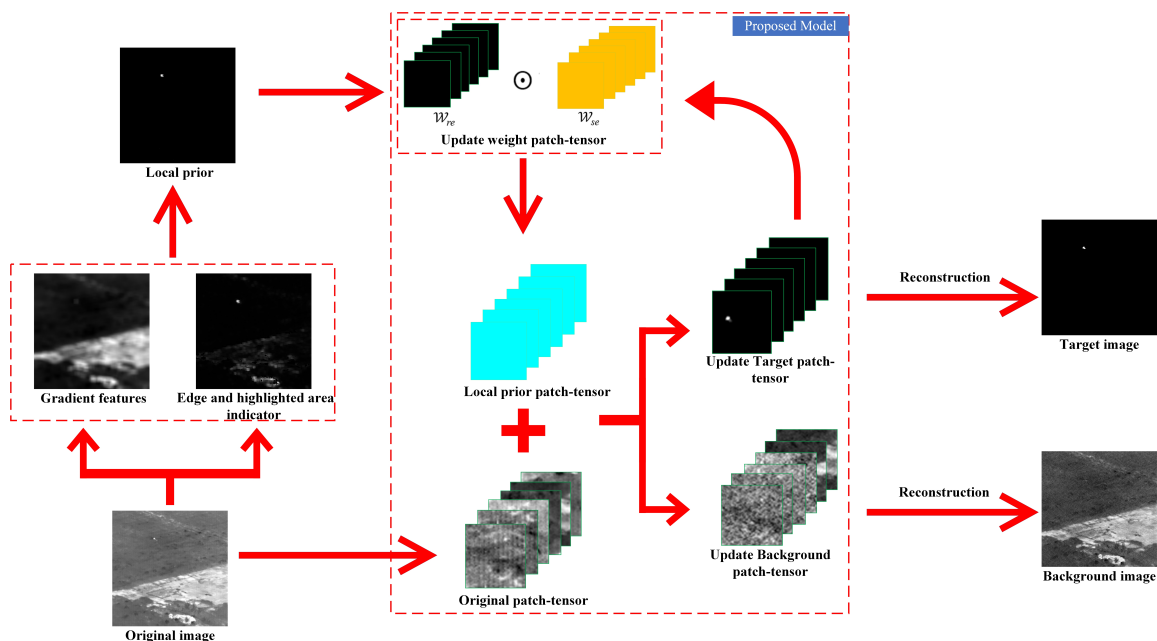 Proposed Model
𝒲re
⊙
𝒲se
Update weight patch-tensor
Local prior
Gradient features
Edge and highlighted area
indicator
Original image
Local prior patch-tensor
Original patch-tensor
Update Target patch-
tensor
Update Background
patch-tensor
Reconstruction
Target image
Reconstruction
Background image